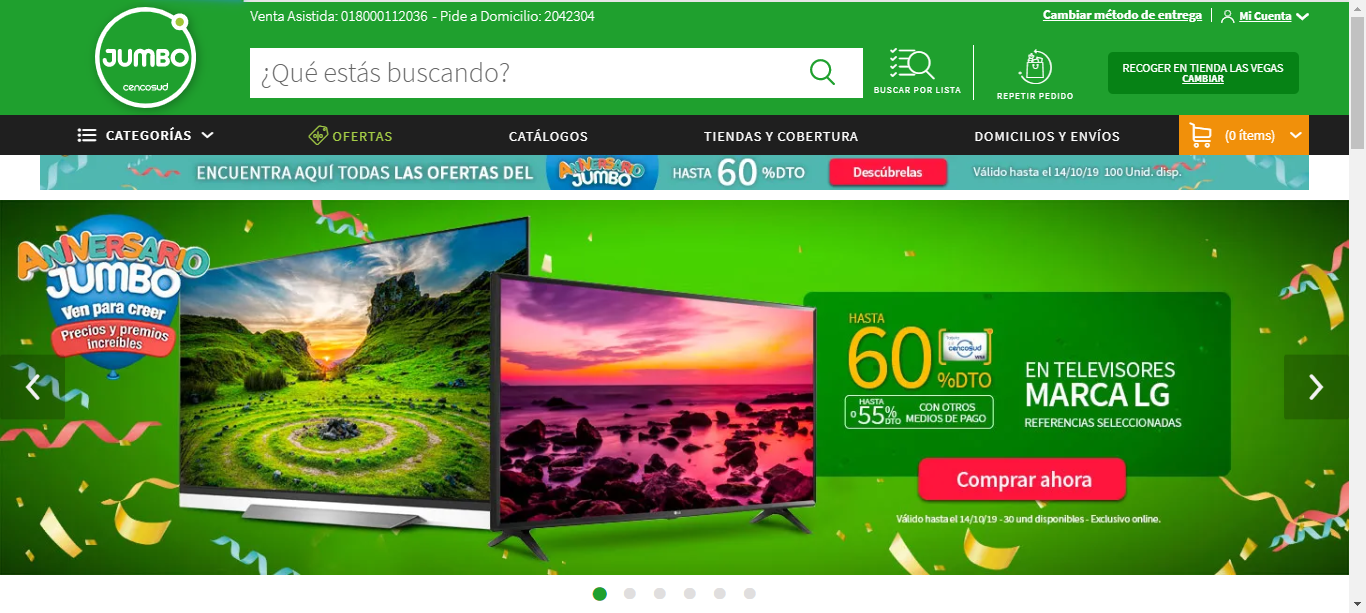 Venta Asistida: 018000112036 - Pide a Domicilio: 2042304
Cambiar método de entrega
Mi Cuenta
JUMBO
cencosud
¿Qué estás buscando?
BUSCAR POR LISTA
REPETIR PEDIDO
RECOGER EN TIENDA LAS VEGAS
CAMBIAR
CATEGORÍAS
OFERTAS
CATÁLOGOS
TIENDAS Y COBERTURA
DOMICILIOS Y ENVÍOS
(0 ítems)
ENCUENTRA AQUÍ TODAS LAS OFERTAS DEL
ANIVERSARIO
JUMBO
HASTA 60 %DTO
Descúbrelas
Válido hasta el 14/10/19 100 Unid. disp.
ANIVERSARIO
JUMBO
Ven para creer
Precios y premios
increíbles
HASTA
60 %DTO
cencosud
HASTA
O 55% DTO
CON OTROS
MEDIOS DE PAGO
EN TELEVISORES
MARCA LG
REFERENCIAS SELECCIONADAS
Comprar ahora
Válido hasta el 14/10/19 - 30 und disponibles - Exclusivo online.
LG